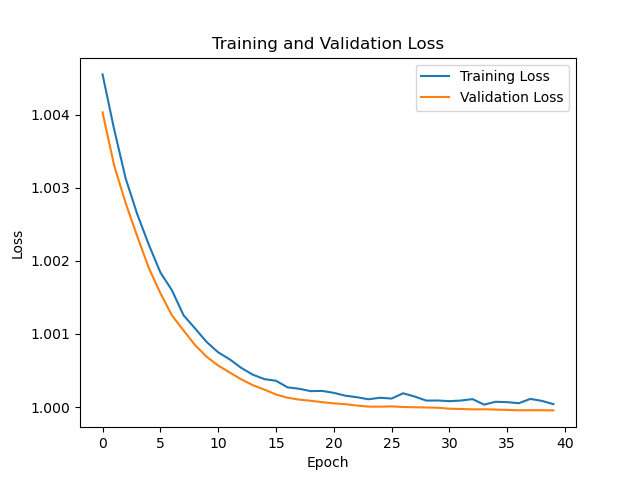 Training and Validation Loss
Training Loss
Validation Loss
1.004
1.003
1.002
1.001
1.000
Loss
0 5 10 15 20 25 30 35 40
Epoch